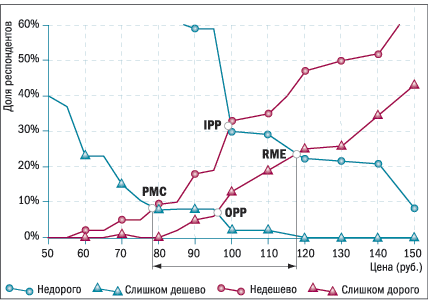 Доля респондентов
60%
50%
40%
30%
20%
10%
0%
IPP
RME
PMC
OPP
50 60 70 80 90 100 110 120 130 140 150
Цена (руб.)
Недорого Слишком дешево Недешево Слишком дорого